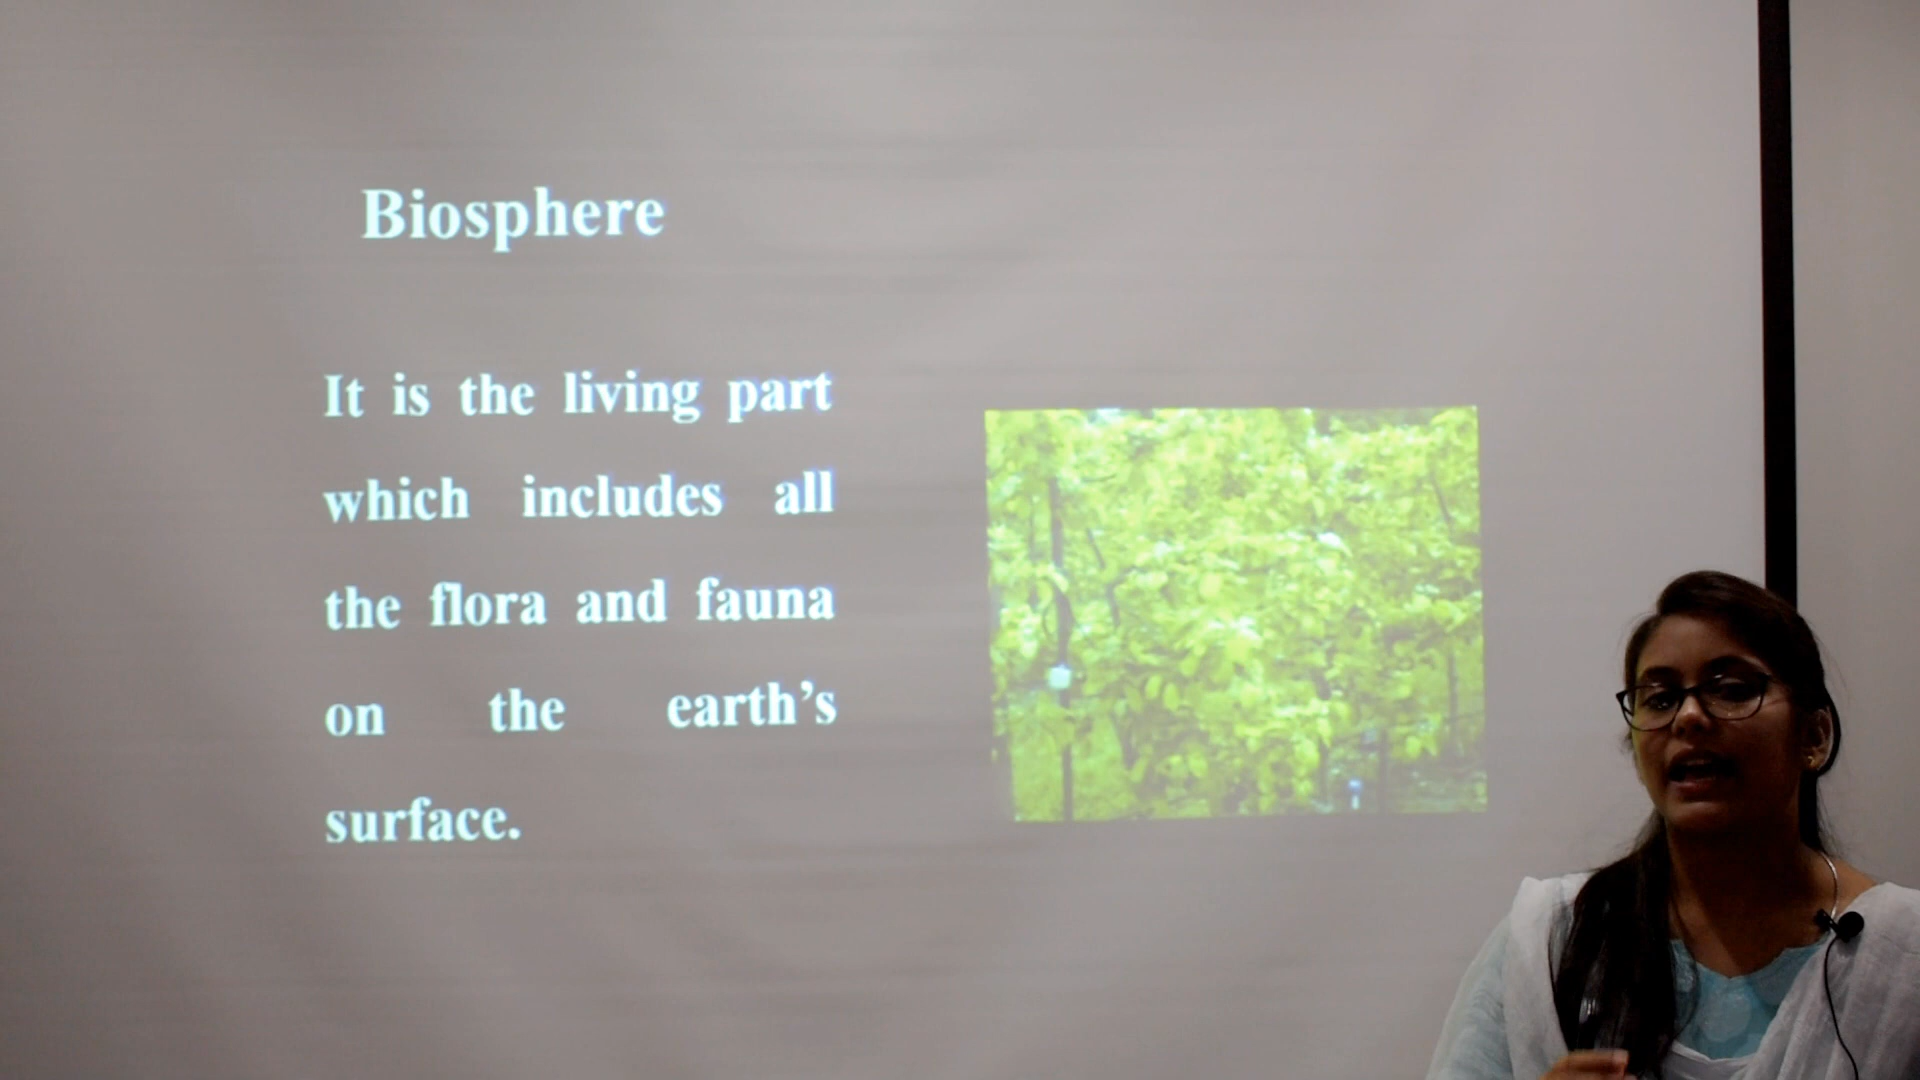 Biosphere
It is the living part
which includes all
the flora and fauna
on the earth’s
surface.